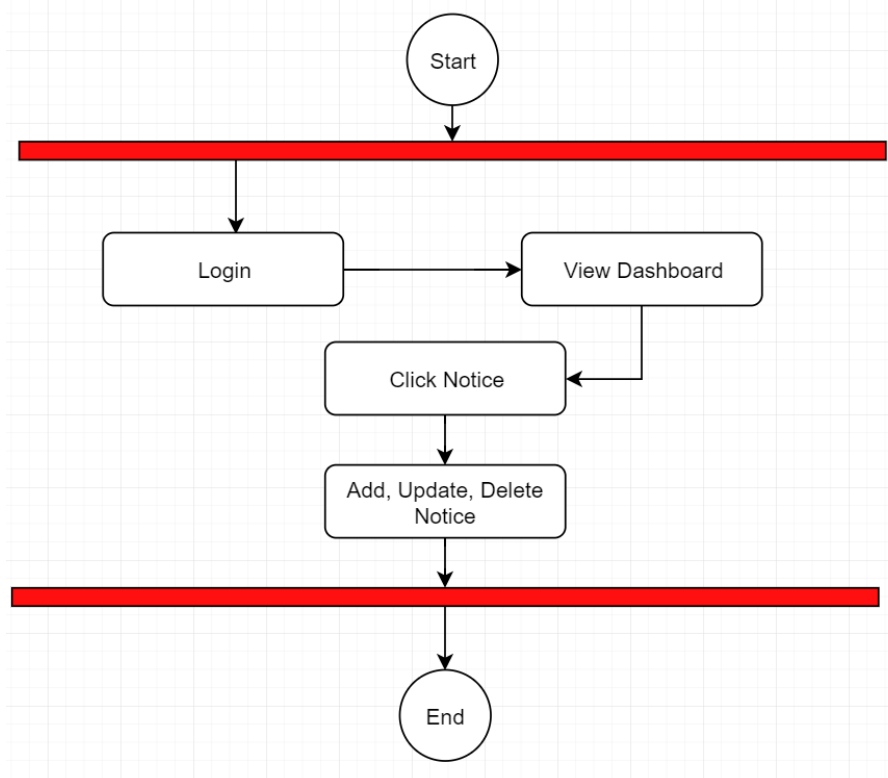 Start
Login
View Dashboard
Click Notice
Add, Update, Delete
Notice
End